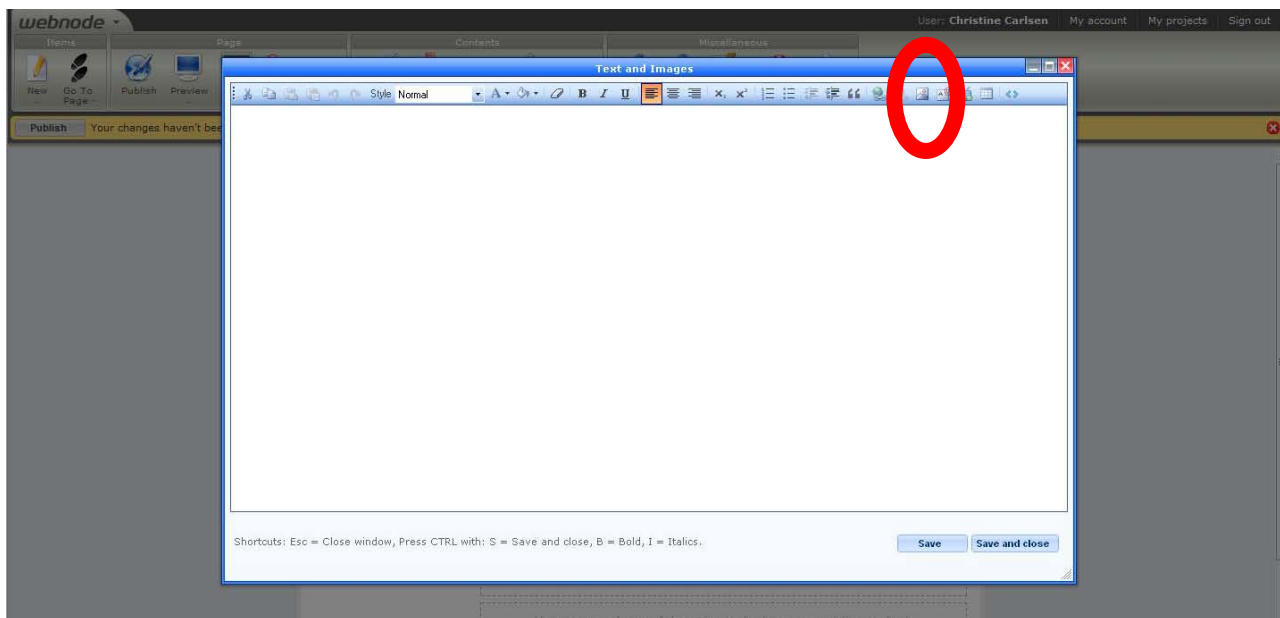 webnode
User: Christine Carlsen My account My projects Sign out
Items Page Contents Miscellaneous
New Go To Page Publish Preview
Text and Images
Style Normal A B I U
Publish Your changes haven't bee
Shortcuts: Esc = Close window, Press CTRL with: S = Save and close, B = Bold, I = Italics.
Save Save and close